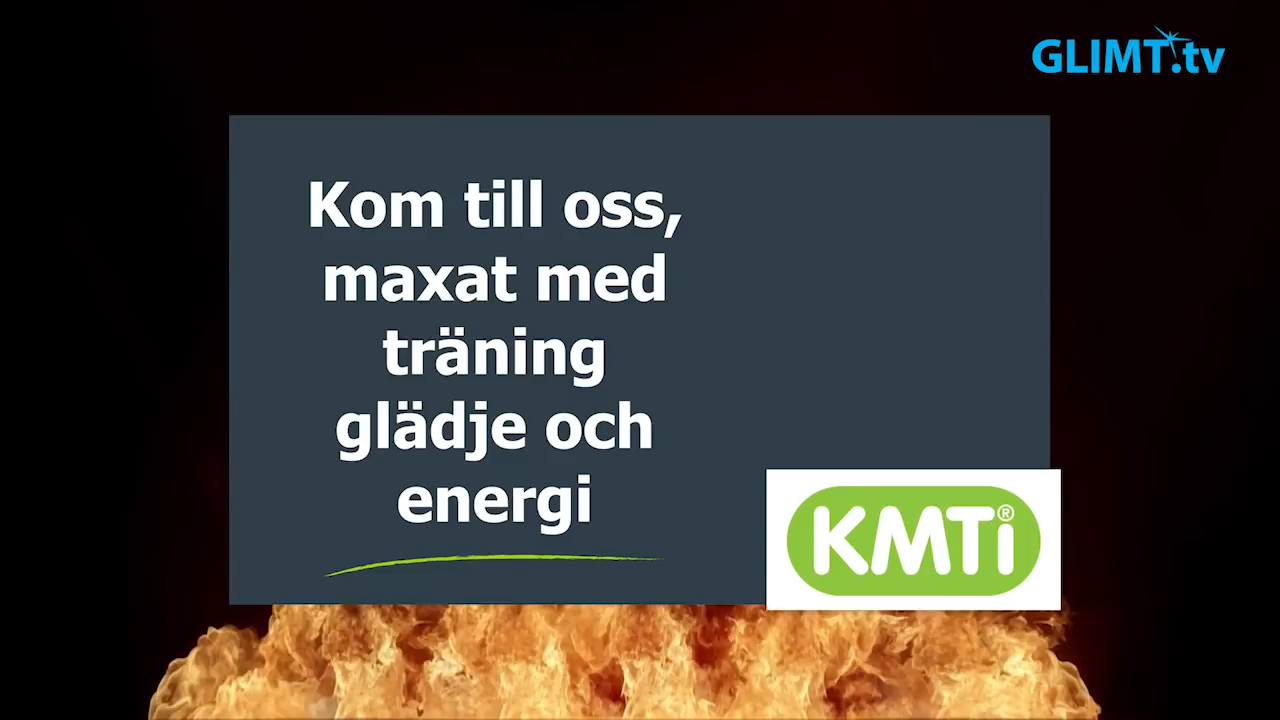 GLIMT.tv
Kom till oss,
maxat med
träning
glädje och
energi
KMTi®